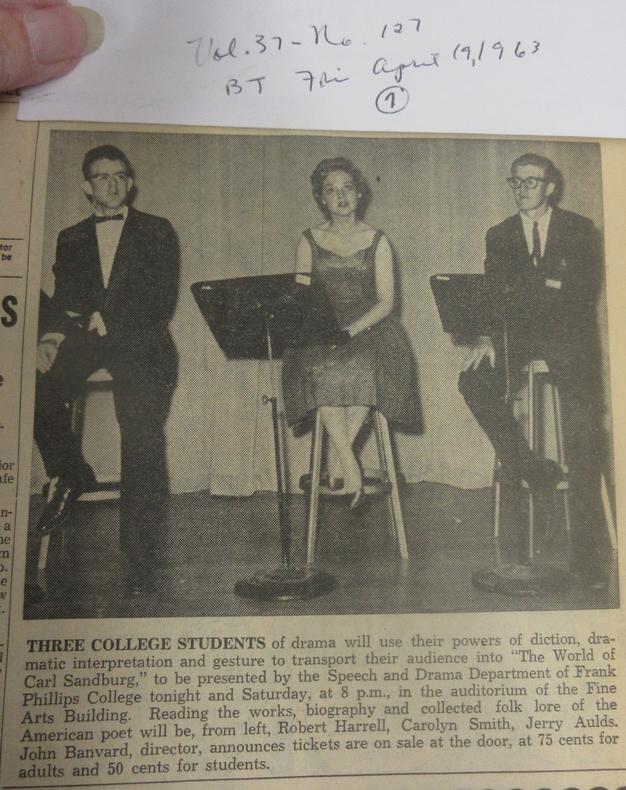 Vol. 37 - No. 127
BT Fri April 19, 1963
1
tor
be
S
e
ior
afe
n-
a
he
m
THREE COLLEGE STUDENTS of drama will use their powers of diction, dra-
matic interpretation and gesture to transport their audience into “The World of
Carl Sandburg,” to be presented by the Speech and Drama Department of Frank
Phillips College tonight and Saturday, at 8 p.m., in the auditorium of the Fine
Arts Building. Reading the works, biography and collected folk lore of the
American poet will be, from left, Robert Harrell, Carolyn Smith, Jerry Aulds.
John Banvard, director, announces tickets are on sale at the door, at 75 cents for
adults and 50 cents for students.